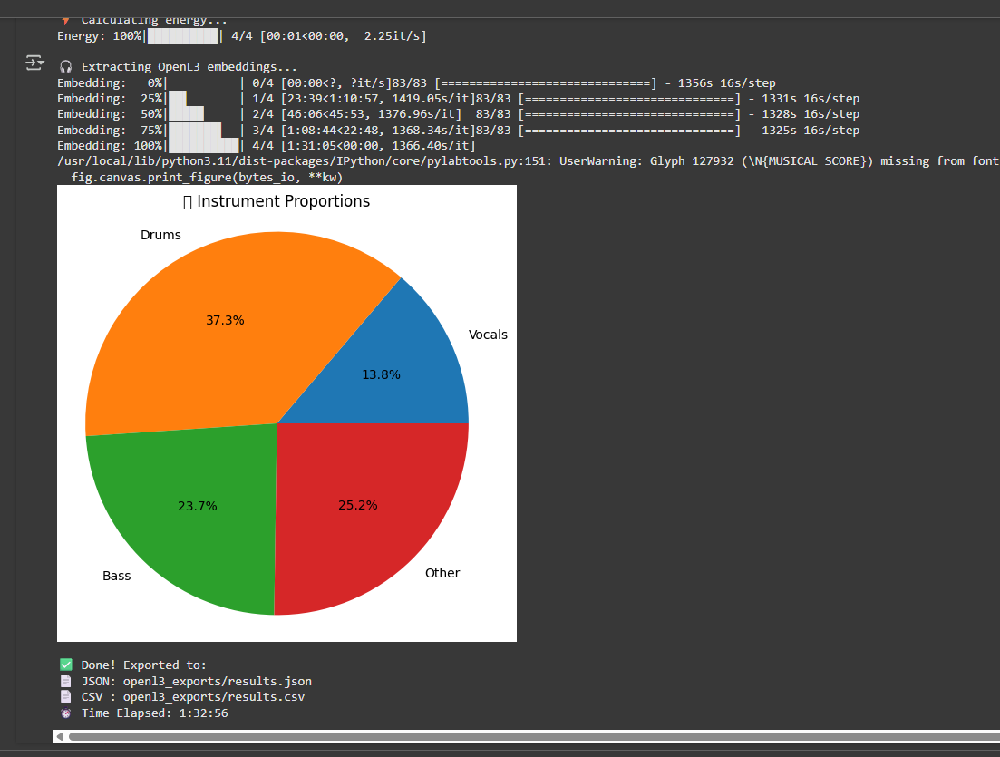 ⚡ Calculating energy...
Energy: 100%|██████████| 4/4 [00:01<00:00,  2.25it/s]
🎧 Extracting OpenL3 embeddings...
Embedding:   0%|          | 0/4 [00:00<?, ?it/s]83/83 [==============================] - 1356s 16s/step
Embedding:  25%|██▌       | 1/4 [23:39<1:10:57, 1419.05s/it]83/83 [==============================] - 1331s 16s/step
Embedding:  50%|█████     | 2/4 [46:06<45:53, 1376.96s/it]  83/83 [==============================] - 1328s 16s/step
Embedding:  75%|███████▌  | 3/4 [1:08:44<22:48, 1368.34s/it]83/83 [==============================] - 1325s 16s/step
Embedding: 100%|██████████| 4/4 [1:31:05<00:00, 1366.40s/it]
/usr/local/lib/python3.11/dist-packages/IPython/core/pylabtools.py:151: UserWarning: Glyph 127932 (\N{MUSICAL SCORE}) missing from font
fig.canvas.print_figure(bytes_io, **kw)
Instrument Proportions
Drums
37.3%
Vocals
13.8%
23.7%
25.2%
Bass
Other
✅ Done! Exported to:
📄 JSON: openl3_exports/results.json
📄 CSV : openl3_exports/results.csv
⏰ Time Elapsed: 1:32:56